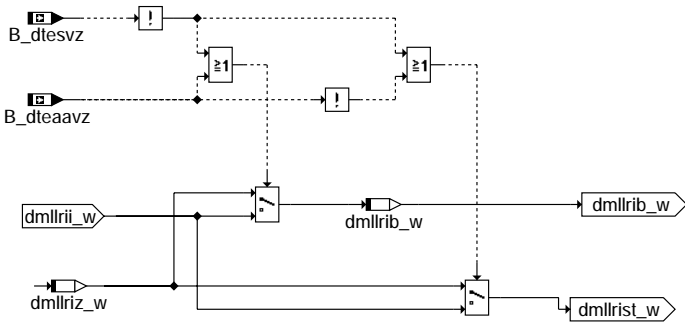 B_dtesvz
!
≥1
≥1
B_dteaavz
!
dmllrii_w
dmllrib_w
dmllrib_w
dmllriz_w
dmllrist_w